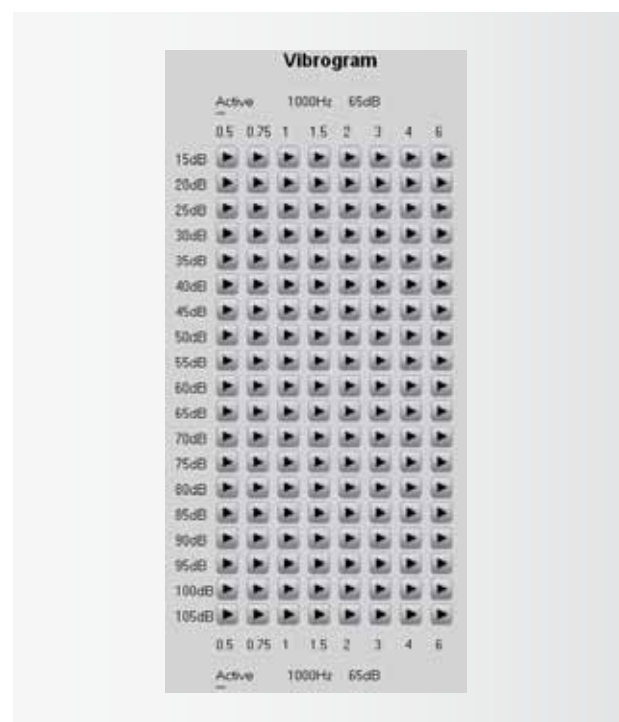 Vibrogram
Active 1000Hz 65dB
0.5 0.75 1 1.5 2 3 4 6
15dB
20dB
25dB
30dB
35dB
40dB
45dB
50dB
55dB
60dB
65dB
70dB
75dB
80dB
85dB
90dB
95dB
100dB
105dB
0.5 0.75 1 1.5 2 3 4 6
Active 1000Hz 65dB